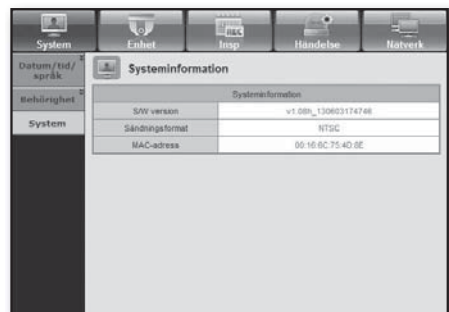 System Enhet Insp Händelse Nätverk
Datum/tid/
språk
Behörighet
System
Systeminformation
Systeminformation
S/W version v1.08h_130603174746
Sändningsformat NTSC
MAC-adress 00:16:6C:75:4D:8E